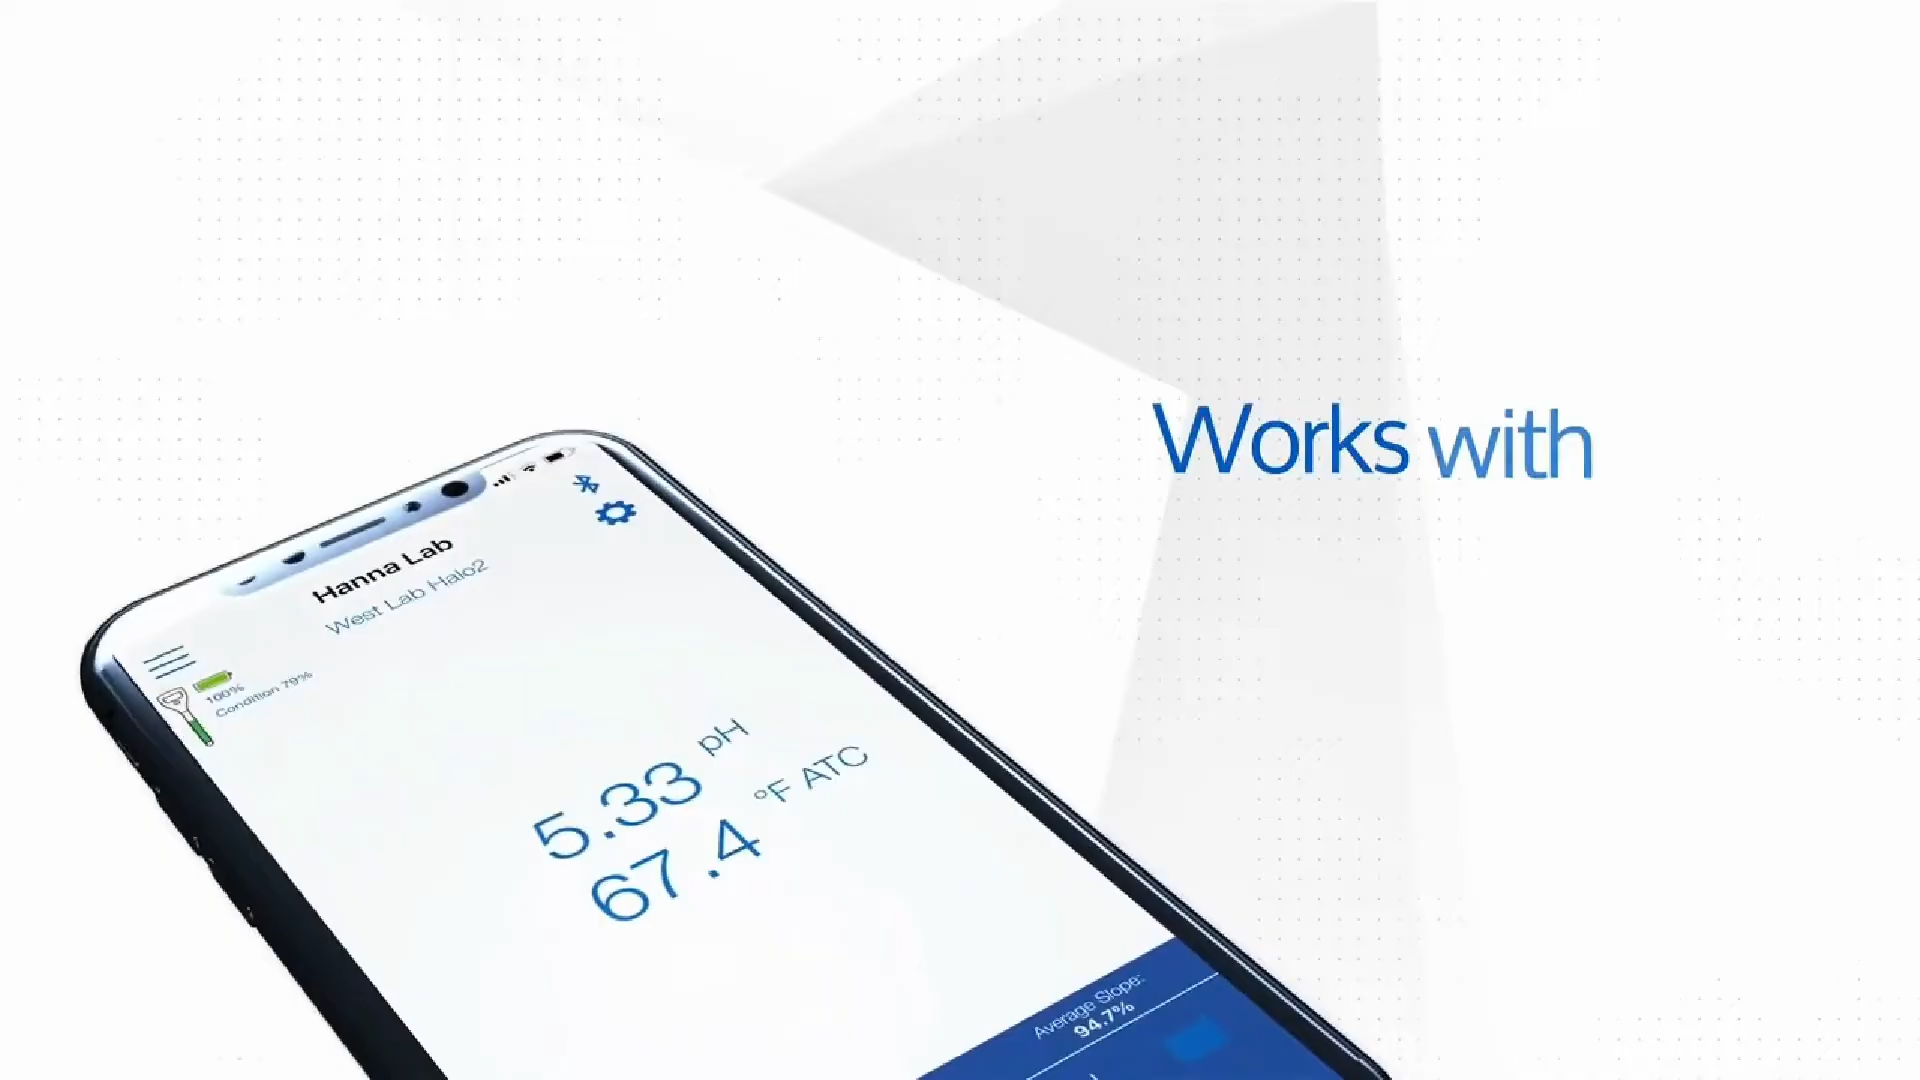 Works with
Hanna Lab
West Lab Halo2
100%
Condition 79%
5.33 pH
67.4 °F ATC
Average Slope:
94.7%